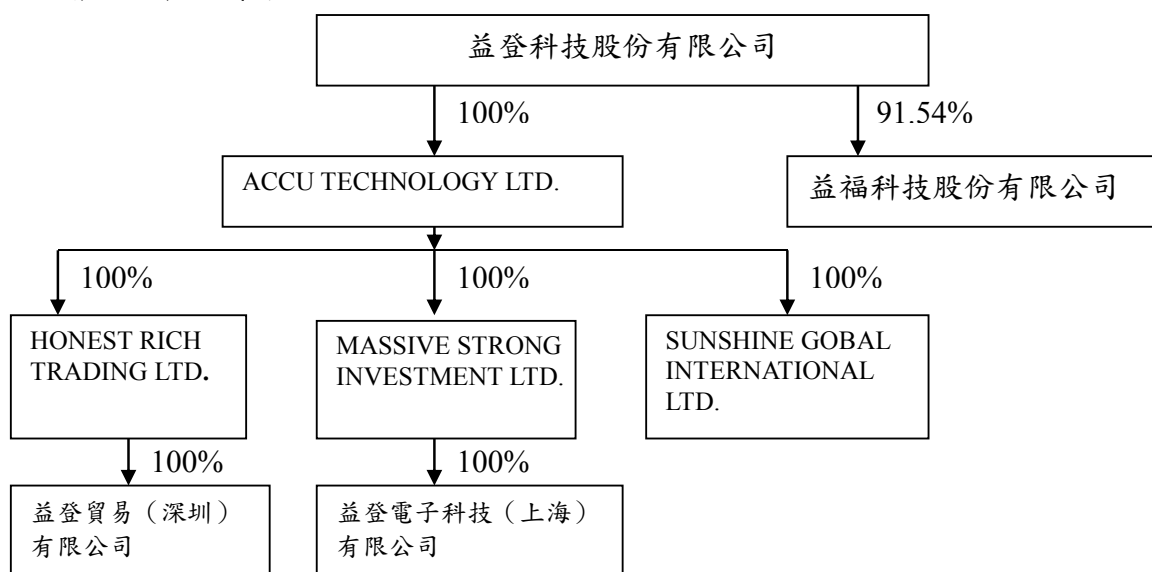 益登科技股份有限公司
100%
91.54%
ACCU TECHNOLOGY LTD.
益福科技股份有限公司
100%
100%
100%
HONEST RICH
TRADING LTD.
MASSIVE STRONG
INVESTMENT LTD.
SUNSHINE GOBAL
INTERNATIONAL
LTD.
100%
100%
益登貿易（深圳）
有限公司
益登電子科技（上海）
有限公司